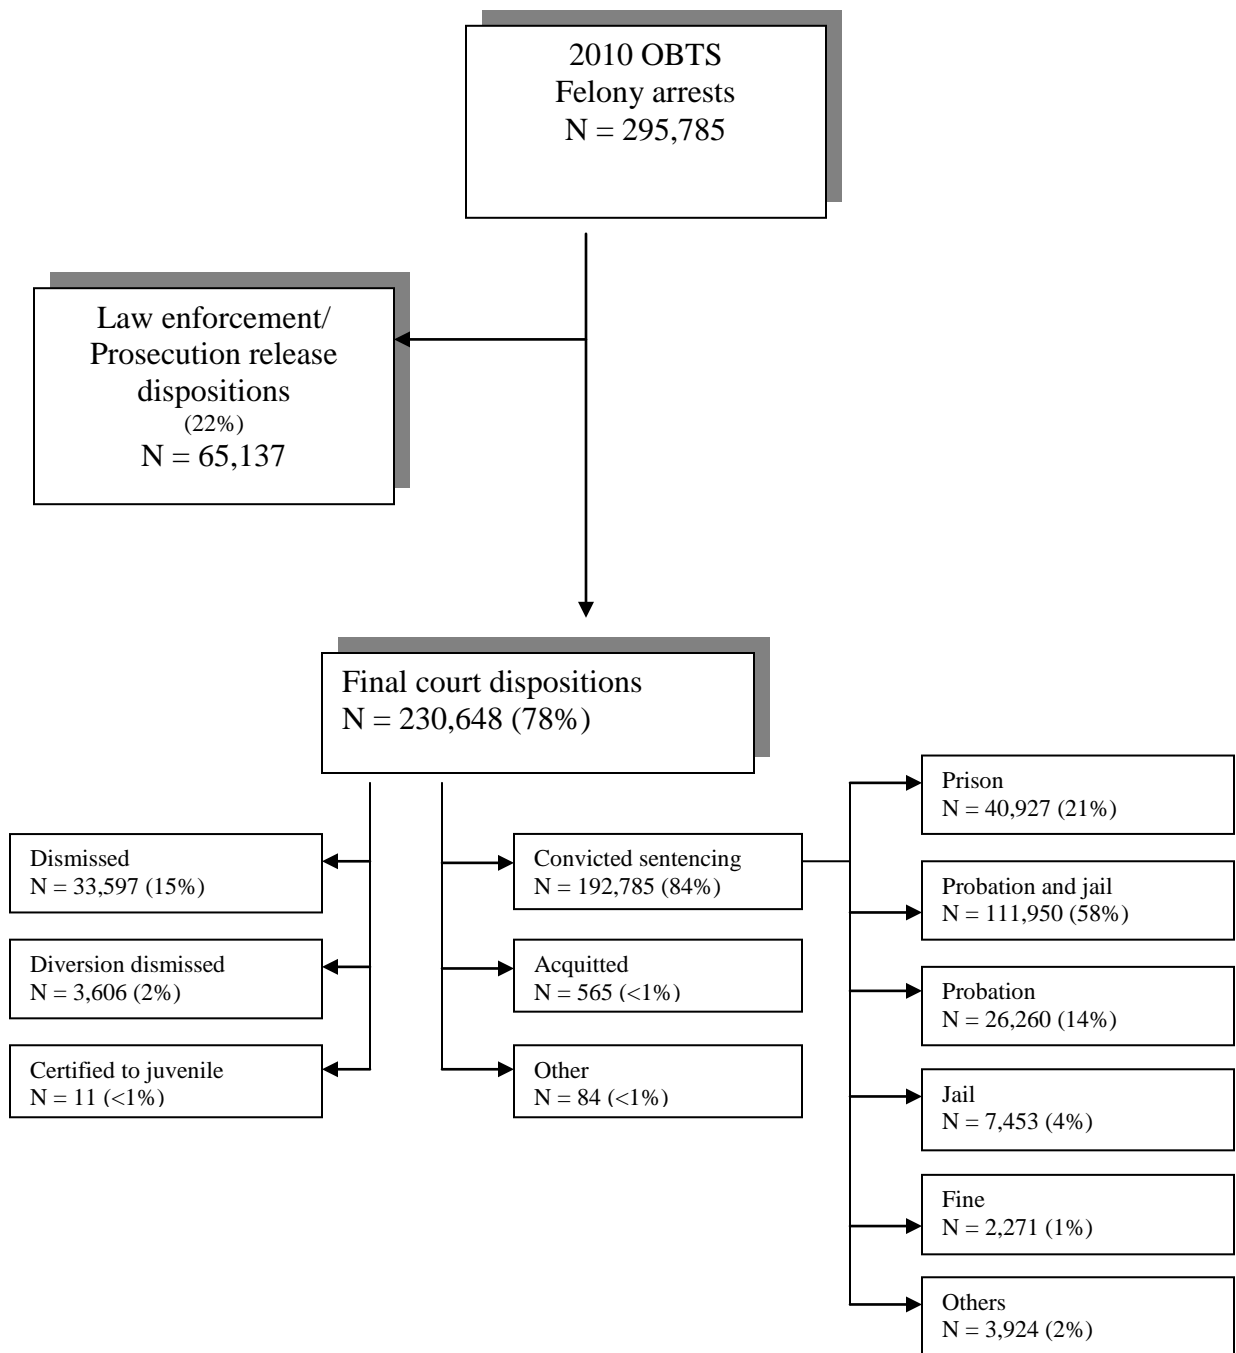 2010 OBTS
Felony arrests
N = 295,785
Law enforcement/
Prosecution release
dispositions
(22%)
N = 65,137
Final court dispositions
N = 230,648 (78%)
Dismissed
N = 33,597 (15%)
Diversion dismissed
N = 3,606 (2%)
Certified to juvenile
N = 11 (<1%)
Convicted sentencing
N = 192,785 (84%)
Acquitted
N = 565 (<1%)
Other
N = 84 (<1%)
Prison
N = 40,927 (21%)
Probation and jail
N = 111,950 (58%)
Probation
N = 26,260 (14%)
Jail
N = 7,453 (4%)
Fine
N = 2,271 (1%)
Others
N = 3,924 (2%)